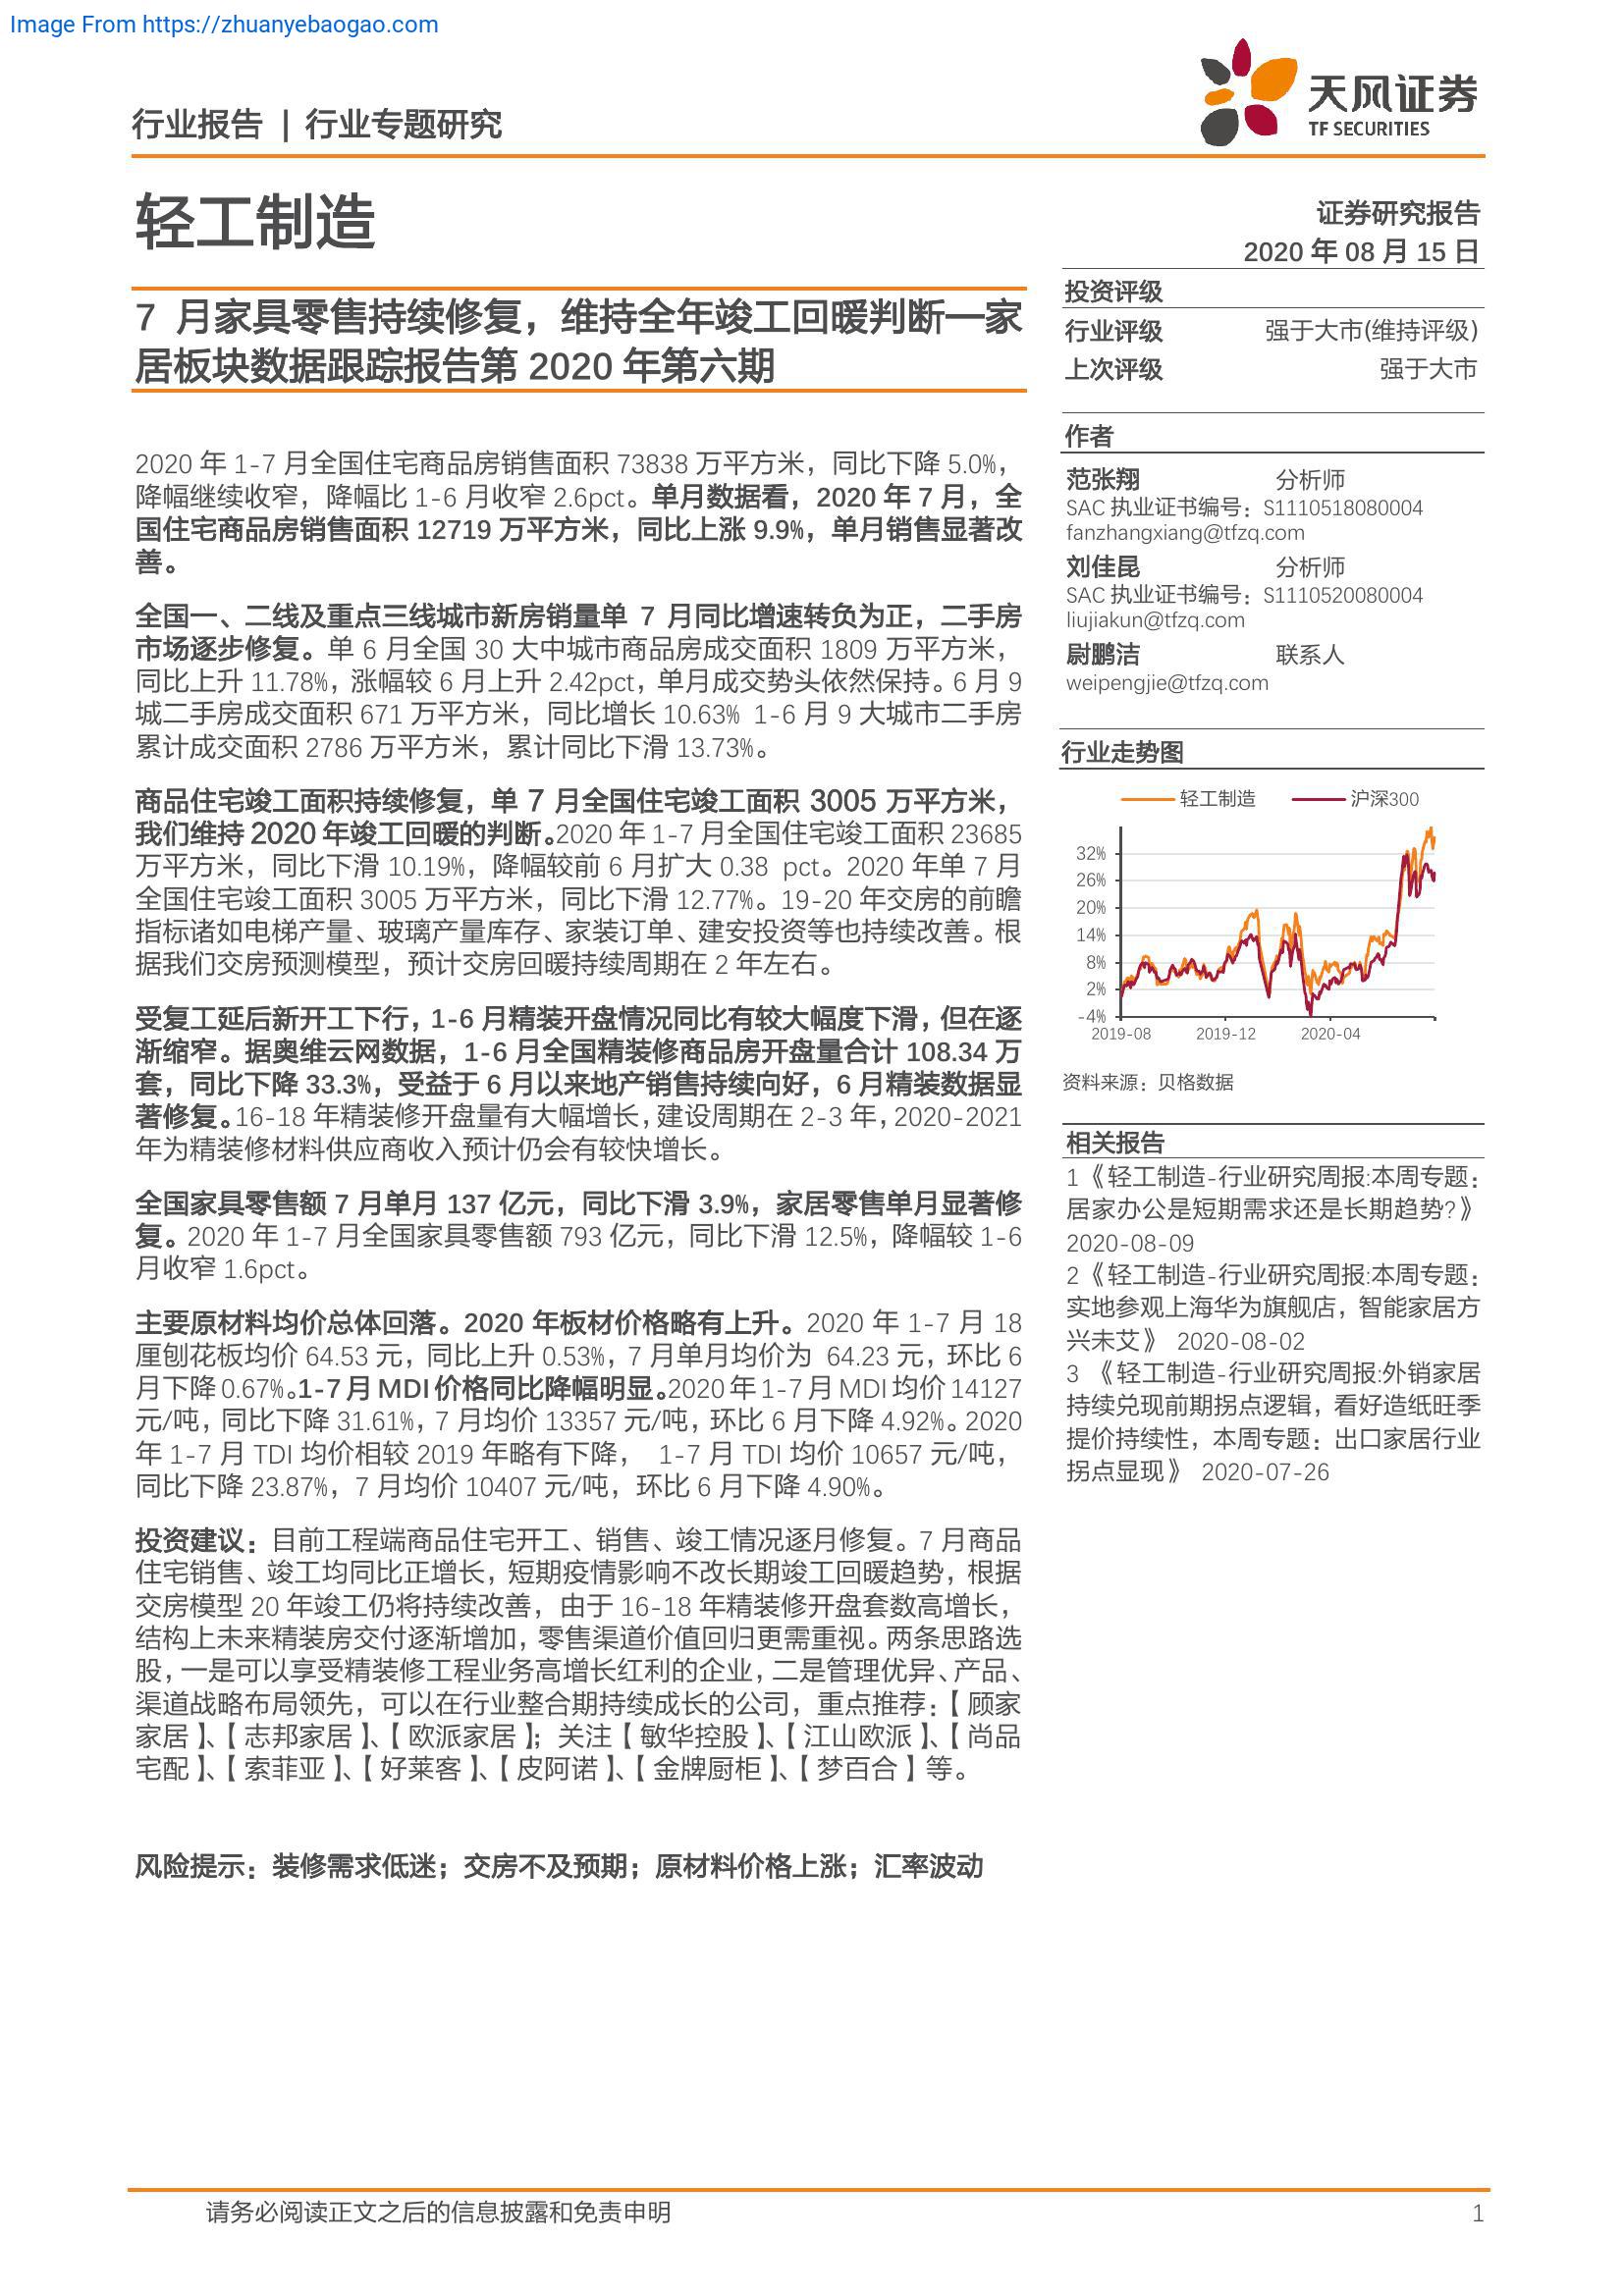 Image From https://zhuanyebaogao.com
行业报告 | 行业专题研究
天风证券
TF SECURITIES
轻工制造
证券研究报告
2020 年 08 月 15 日
7 月家具零售持续修复，维持全年竣工回暖判断—家
居板块数据跟踪报告第 2020 年第六期
2020 年 1-7 月全国住宅商品房销售面积 73838 万平方米，同比下降 5.0%，
降幅继续收窄，降幅比 1-6 月收窄 2.6pct。单月数据看，2020 年 7 月，全
国住宅商品房销售面积 12719 万平方米，同比上涨 9.9%，单月销售显著改
善。
全国一、二线及重点三线城市新房销量单 7 月同比增速转负为正，二手房
市场逐步修复。单 6 月全国 30 大中城市商品房成交面积 1809 万平方米，
同比上升 11.78%，涨幅较 6 月上升 2.42pct，单月成交势头依然保持。6 月 9
城二手房成交面积 671 万平方米，同比增长 10.63% 1-6 月 9 大城市二手房
累计成交面积 2786 万平方米，累计同比下滑 13.73%。
商品住宅竣工面积持续修复，单 7 月全国住宅竣工面积 3005 万平方米，
我们维持 2020 年竣工回暖的判断。2020 年 1-7 月全国住宅竣工面积 23685
万平方米，同比下滑 10.19%，降幅较前 6 月扩大 0.38 pct。2020 年单 7 月
全国住宅竣工面积 3005 万平方米，同比下滑 12.77%。19-20 年交房的前瞻
指标诸如电梯产量、玻璃产量库存、家装订单、建安投资等也持续改善。根
据我们交房预测模型，预计交房回暖持续周期在 2 年左右。
受复工延后新开工下行，1-6 月精装开盘情况同比有较大幅度下滑，但在逐
渐缩窄。据奥维云网数据，1-6 月全国精装修商品房开盘量合计 108.34 万
套，同比下降 33.3%，受益于 6 月以来地产销售持续向好，6 月精装数据显
著修复。16-18 年精装修开盘量有大幅增长，建设周期在 2-3 年，2020-2021
年为精装修材料供应商收入预计仍会有较快增长。
全国家具零售额 7 月单月 137 亿元，同比下滑 3.9%，家居零售单月显著修
复。2020 年 1-7 月全国家具零售额 793 亿元，同比下滑 12.5%，降幅较 1-6
月收窄 1.6pct。
主要原材料均价总体回落。2020 年板材价格略有上升。2020 年 1-7 月 18
厘刨花板均价 64.53 元，同比上升 0.53%，7 月单月均价为 64.23 元，环比 6
月下降 0.67%。1-7 月 MDI 价格同比降幅明显。2020 年 1-7 月 MDI 均价 14127
元/吨，同比下降 31.61%，7 月均价 13357 元/吨，环比 6 月下降 4.92%。2020
年 1-7 月 TDI 均价相较 2019 年略有下降， 1-7 月 TDI 均价 10657 元/吨，
同比下降 23.87%，7 月均价 10407 元/吨，环比 6 月下降 4.90%。
投资建议：目前工程端商品住宅开工、销售、竣工情况逐月修复。7 月商品
住宅销售、竣工均同比正增长，短期疫情影响不改长期竣工回暖趋势，根据
交房模型 20 年竣工仍将持续改善，由于 16-18 年精装修开盘套数高增长，
结构上未来精装房交付逐渐增加，零售渠道价值回归更需重视。两条思路选
股，一是可以享受精装修工程业务高增长红利的企业，二是管理优异、产品、
渠道战略布局领先，可以在行业整合期持续成长的公司，重点推荐：【顾家
家居】、【志邦家居】、【欧派家居】；关注【敏华控股】、【江山欧派】、【尚品
宅配】、【索菲亚】、【好莱客】、【皮阿诺】、【金牌厨柜】、【梦百合】等。
风险提示：装修需求低迷；交房不及预期；原材料价格上涨；汇率波动
投资评级
行业评级 强于大市(维持评级)
上次评级 强于大市
作者
范张翔 分析师
SAC 执业证书编号：S1110518080004
fanzhangxiang@tfzq.com
刘佳昆 分析师
SAC 执业证书编号：S1110520080004
liujiakun@tfzq.com
尉鹏洁 联系人
weipengjie@tfzq.com
行业走势图
轻工制造 沪深300
32%
26%
20%
14%
8%
2%
-4%
2019-08 2019-12 2020-04
资料来源：贝格数据
相关报告
1 《轻工制造-行业研究周报:本周专题：
居家办公是短期需求还是长期趋势?》
2020-08-09
2 《轻工制造-行业研究周报:本周专题：
实地参观上海华为旗舰店，智能家居方
兴未艾》 2020-08-02
3 《轻工制造-行业研究周报:外销家居
持续兑现前期拐点逻辑，看好造纸旺季
提价持续性，本周专题：出口家居行业
拐点显现》 2020-07-26
请务必阅读正文之后的信息披露和免责申明 1